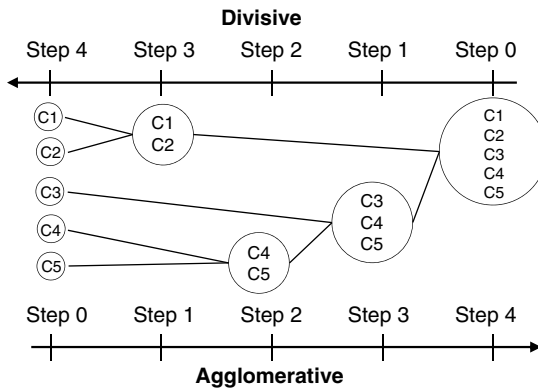 Divisive
Step 4 Step 3 Step 2 Step 1 Step 0
C1
C2
C3
C4
C5
C1
C2
C4
C5
C3
C4
C5
C1
C2
C3
C4
C5
Step 0 Step 1 Step 2 Step 3 Step 4
Agglomerative